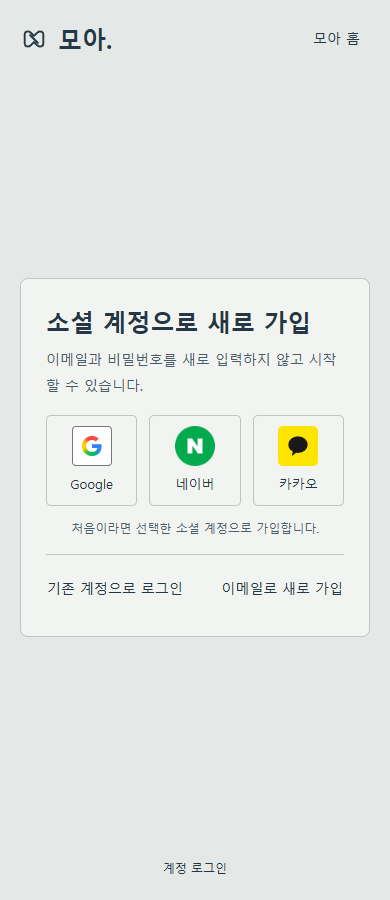 모아.
모아 홈
소셜 계정으로 새로 가입
이메일과 비밀번호를 새로 입력하지 않고 시작
할 수 있습니다.
Google
네이버
카카오
처음이라면 선택한 소셜 계정으로 가입합니다.
기존 계정으로 로그인
이메일로 새로 가입
계정 로그인